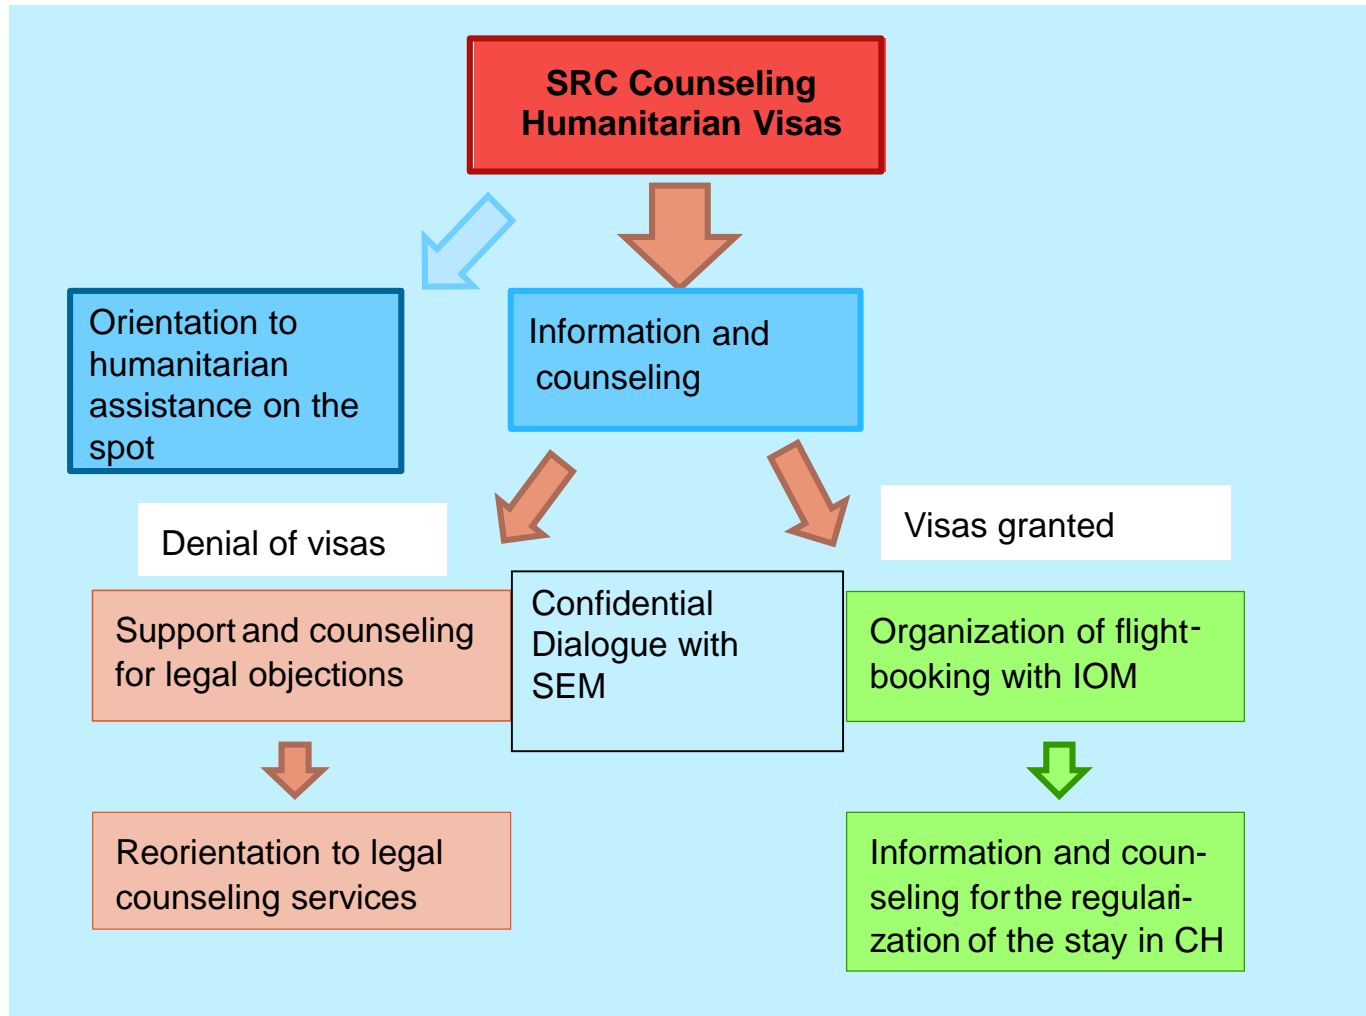 SRC Counseling
Humanitarian Visas
Orientation to
humanitarian
assistance on the
spot
Information and
counseling
Denial of visas
Visas granted
Support and counseling
for legal objections
Confidential
Dialogue with
SEM
Organization of flight-
booking with IOM
Reorientation to legal
counseling services
Information and coun-
seling for the regulari-
zation of the stay in CH